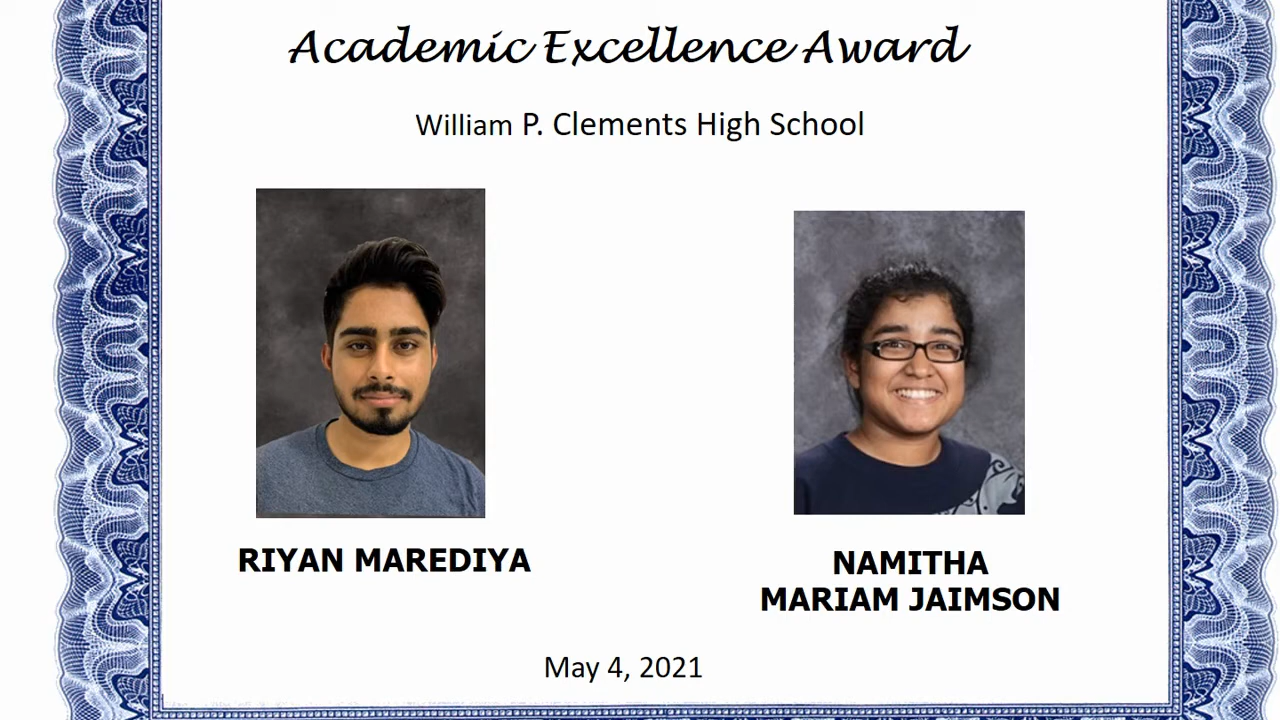 Academic Excellence Award
William P. Clements High School
RIYAN MAREDIYA
NAMITHA
MARIAM JAIMSON
May 4, 2021